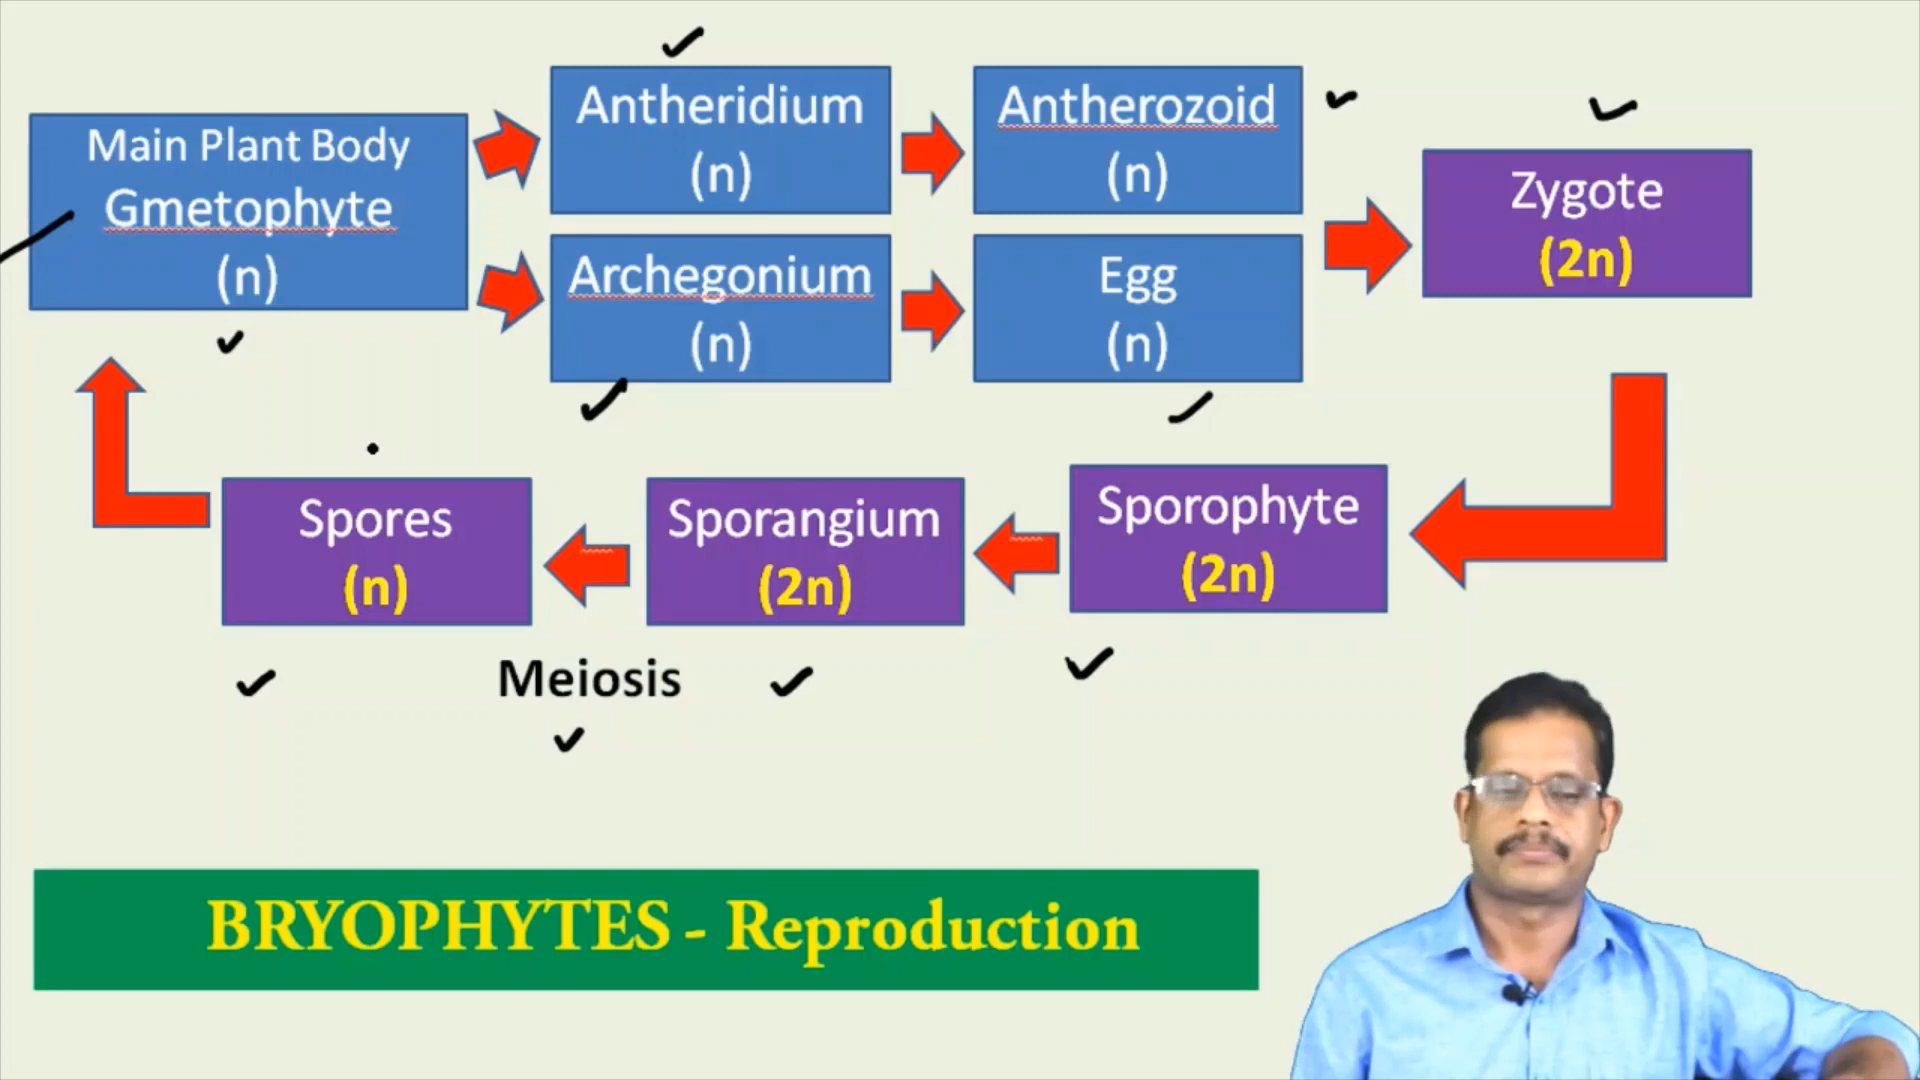 Main Plant Body
Gmetophyte
(n)
Antheridium
(n)
Antherozoid
(n)
Archegonium
(n)
Egg
(n)
Zygote
(2n)
Sporophyte
(2n)
Sporangium
(2n)
Spores
(n)
Meiosis
BRYOPHYTES - Reproduction